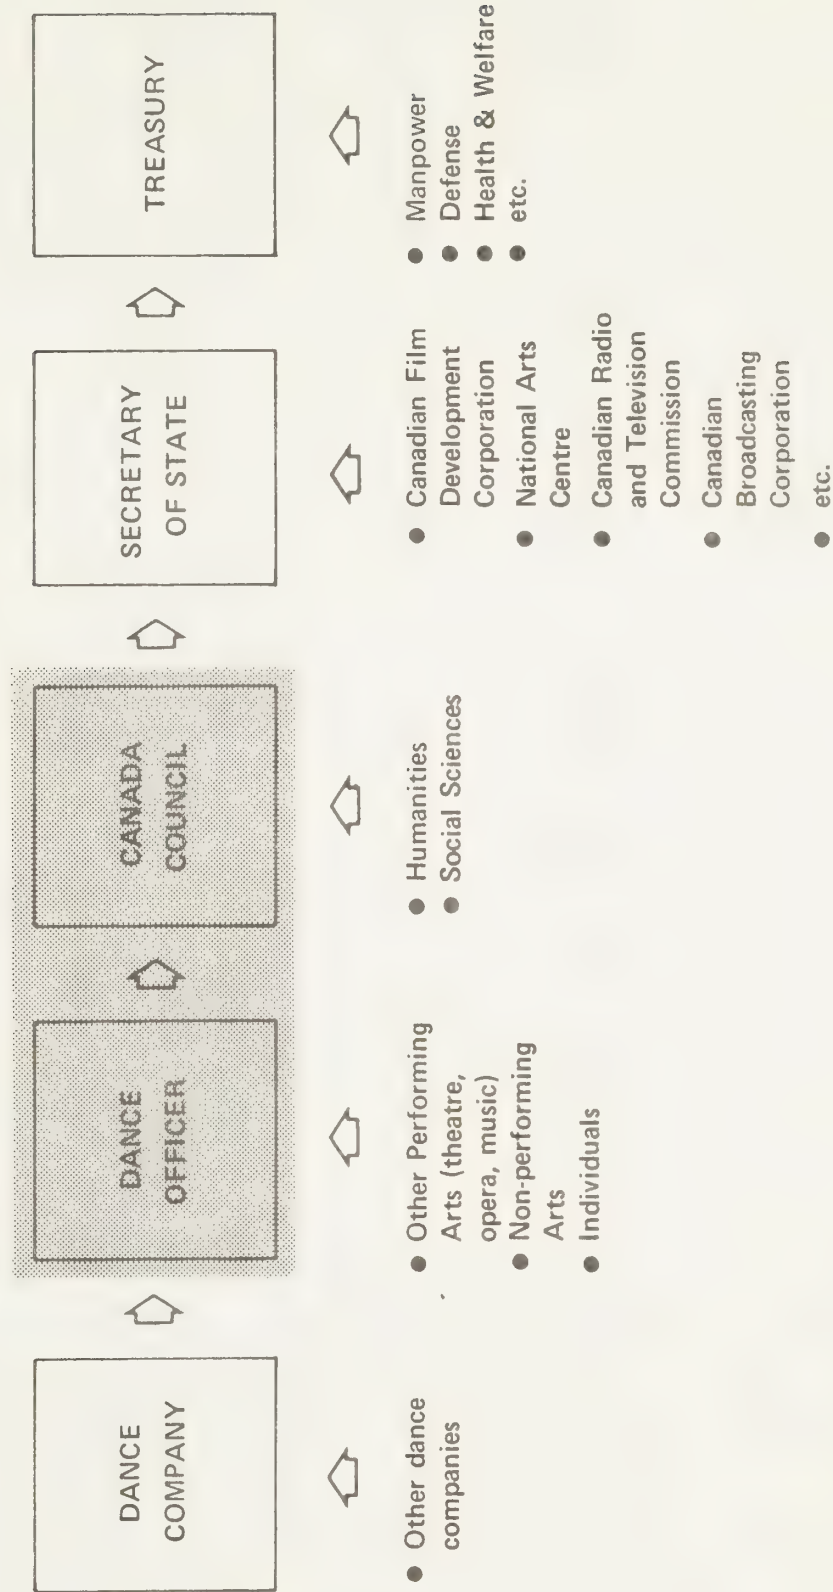 DANCE
COMPANY
DANCE
OFFICER
CANADA
COUNCIL
SECRETARY
OF STATE
TREASURY
● Other dance
companies
● Other Performing
Arts (theatre,
opera, music)
● Non-performing
Arts
● Individuals
● Humanities
● Social Sciences
● Canadian Film
Development
Corporation
● National Arts
Centre
● Canadian Radio
and Television
Commission
● Canadian
Broadcasting
Corporation
● etc.
● Manpower
● Defense
● Health & Welfare
● etc.